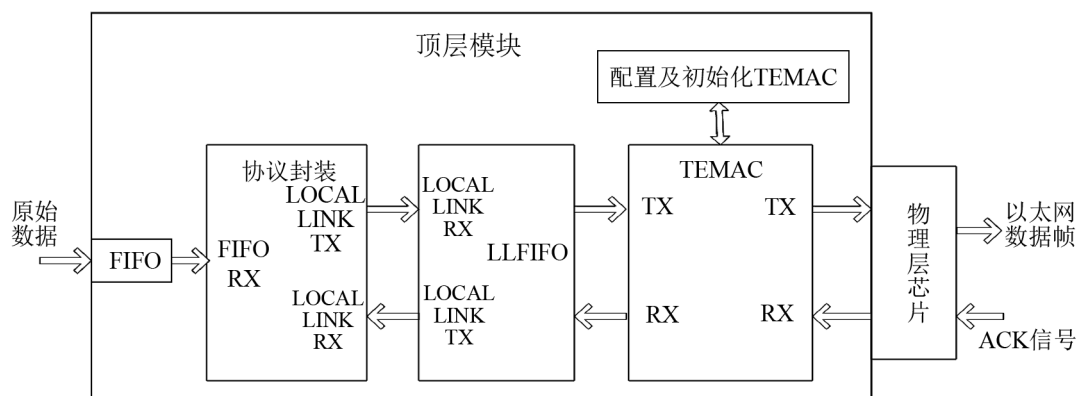 顶层模块
配置及初始化TEMAC
原始
数据
FIFO
协议封装
LOCAL
LINK
TX
FIFO
RX
LOCAL
LINK
RX
LOCAL
LINK
RX
LLFIFO
LOCAL
LINK
TX
TEMAC
TX
TX
RX
RX
物
理
层
芯
片
以太网
数据帧
ACK信号